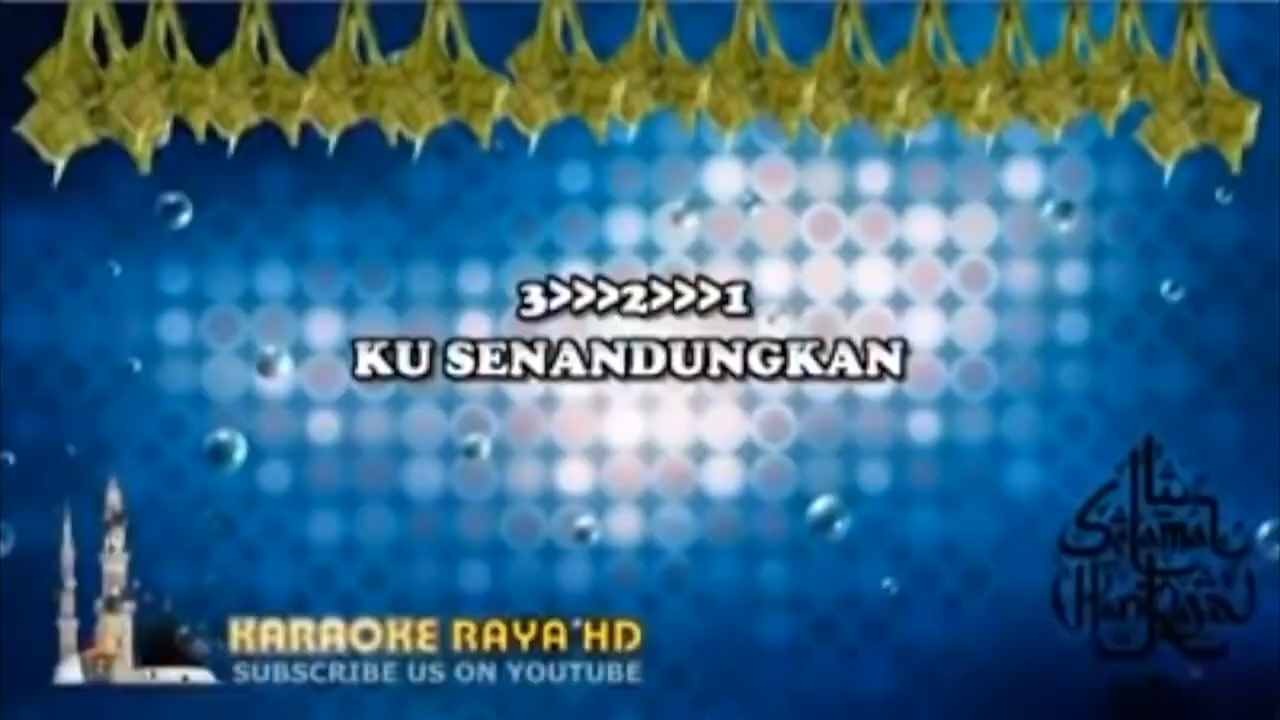 3>>>2>>>1
KU SENANDUNGKAN
KARAOKE RAYA HD
SUBSCRIBE US ON YOUTUBE
Selamat
Hari Raya